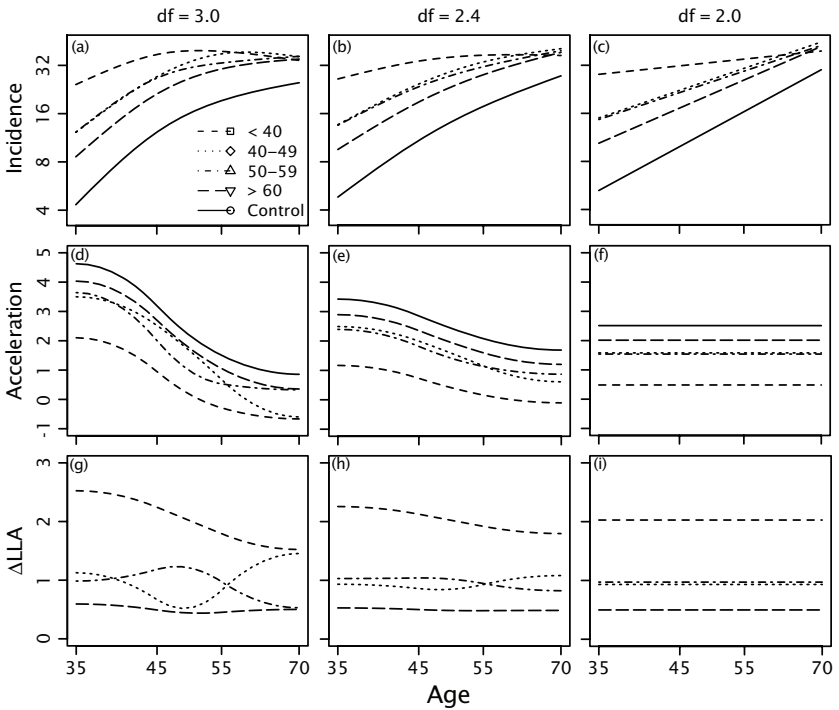 df = 3.0 df = 2.4 df = 2.0
(a) (b) (c)
Incidence
32
16
8
4
< 40
40–49
50–59
> 60
Control
(d) (e) (f)
Acceleration
5
4
3
2
1
0
-1
(g) (h) (i)
ΔLLA
3
2
1
0
35 45 55 70 35 45 55 70 35 45 55 70
Age